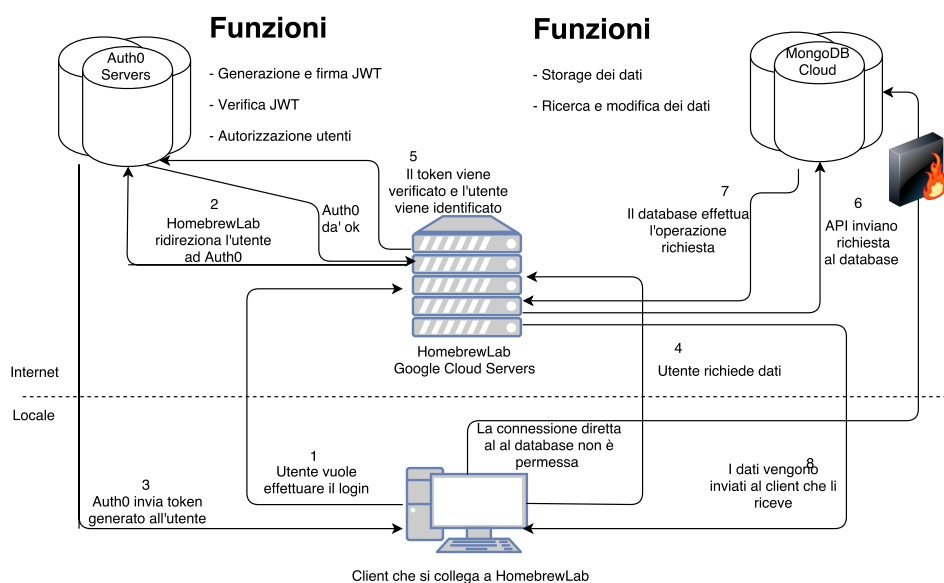 Funzioni
Funzioni
Auth0
Servers
- Generazione e firma JWT
- Verifica JWT
- Autorizzazione utenti
- Storage dei dati
- Ricerca e modifica dei dati
MongoDB
Cloud
5
Il token viene
verificato e l'utente
viene identificato
2
HomebrewLab
ridireziona l'utente
ad Auth0
Auth0
da' ok
7
Il database effettua
l'operazione
richiesta
6
API inviano
richiesta
al database
HomebrewLab
Google Cloud Servers
4
Utente richiede dati
Internet
Locale
La connessione diretta
al al database non è
permessa
1
Utente vuole
effettuare il login
3
Auth0 invia token
generato all'utente
8
I dati vengono
inviati al client che li
riceve
Client che si collega a HomebrewLab